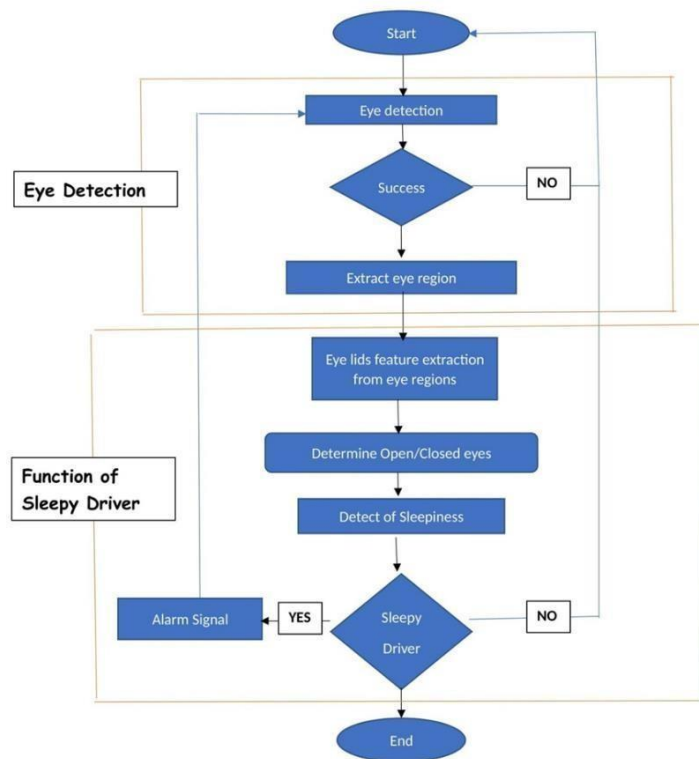 Start
Eye detection
Eye Detection
Success
NO
Extract eye region
Eye lids feature extraction
from eye regions
Determine Open/Closed eyes
Function of
Sleepy Driver
Detect of Sleepiness
Alarm Signal
YES
Sleepy
Driver
NO
End